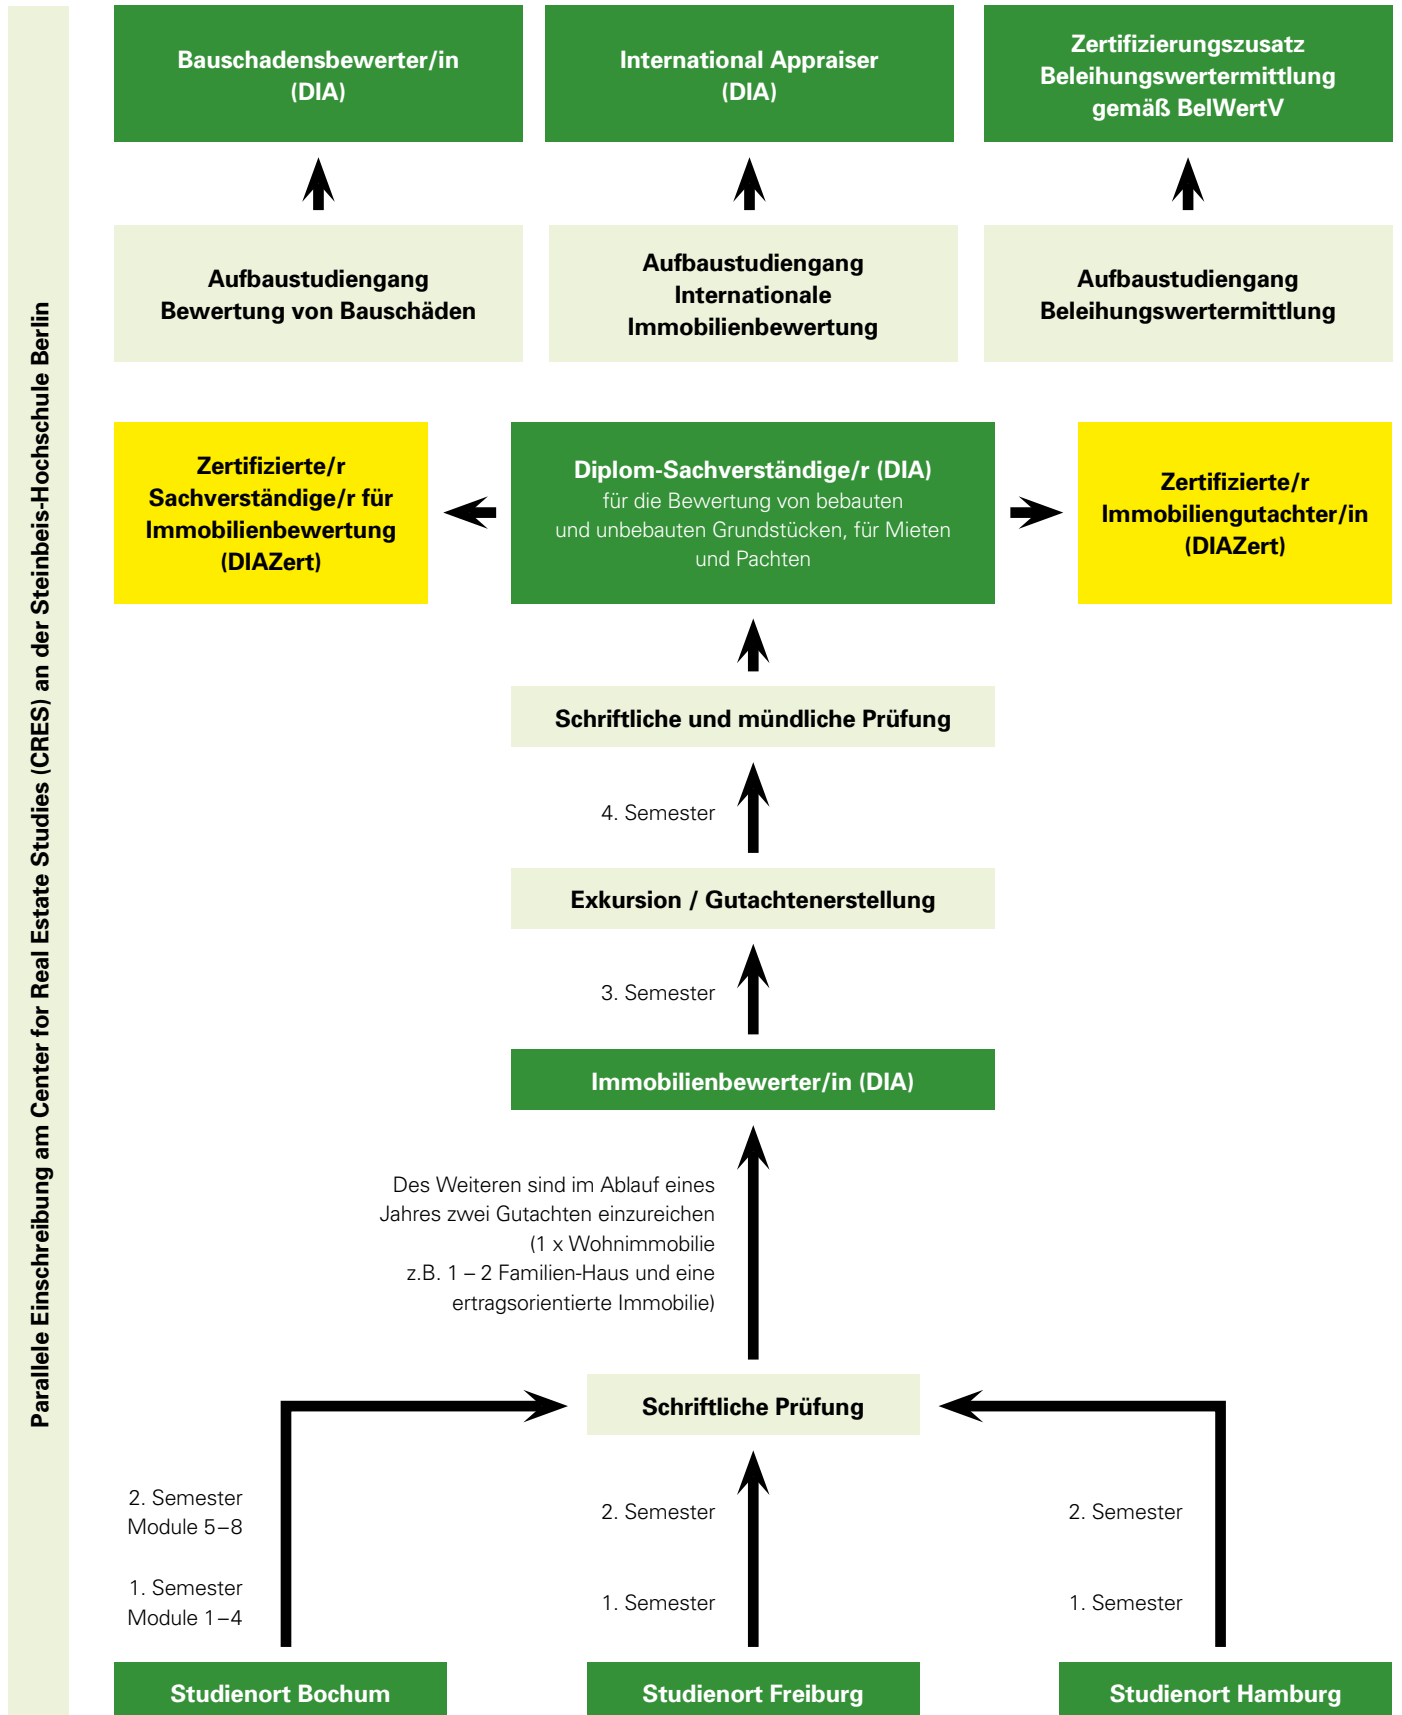 Parallele Einschreibung am Center for Real Estate Studies (CRES) an der Steinbeis-Hochschule Berlin
Bauschadensbewerter/in
(DIA)
International Appraiser
(DIA)
Zertifizierungszusatz
Beleihungswertermittlung
gemäß BelWertV
Aufbaustudiengang
Bewertung von Bauschäden
Aufbaustudiengang
Internationale
Immobilienbewertung
Aufbaustudiengang
Beleihungswertermittlung
Zertifizierte/r
Sachverständige/r für
Immobilienbewertung
(DIAZert)
Diplom-Sachverständige/r (DIA)
für die Bewertung von bebauten
und unbebauten Grundstücken, für Mieten
und Pachten
Zertifizierte/r
Immobiliengutachter/in
(DIAZert)
Schriftliche und mündliche Prüfung
4. Semester
Exkursion / Gutachtenerstellung
3. Semester
Immobilienbewerter/in (DIA)
Des Weiteren sind im Ablauf eines
Jahres zwei Gutachten einzureichen
(1 x Wohnimmobilie
z.B. 1 – 2 Familien-Haus und eine
ertragsorientierte Immobilie)
Schriftliche Prüfung
2. Semester
Module 5–8
1. Semester
Module 1–4
2. Semester
1. Semester
2. Semester
1. Semester
Studienort Bochum
Studienort Freiburg
Studienort Hamburg